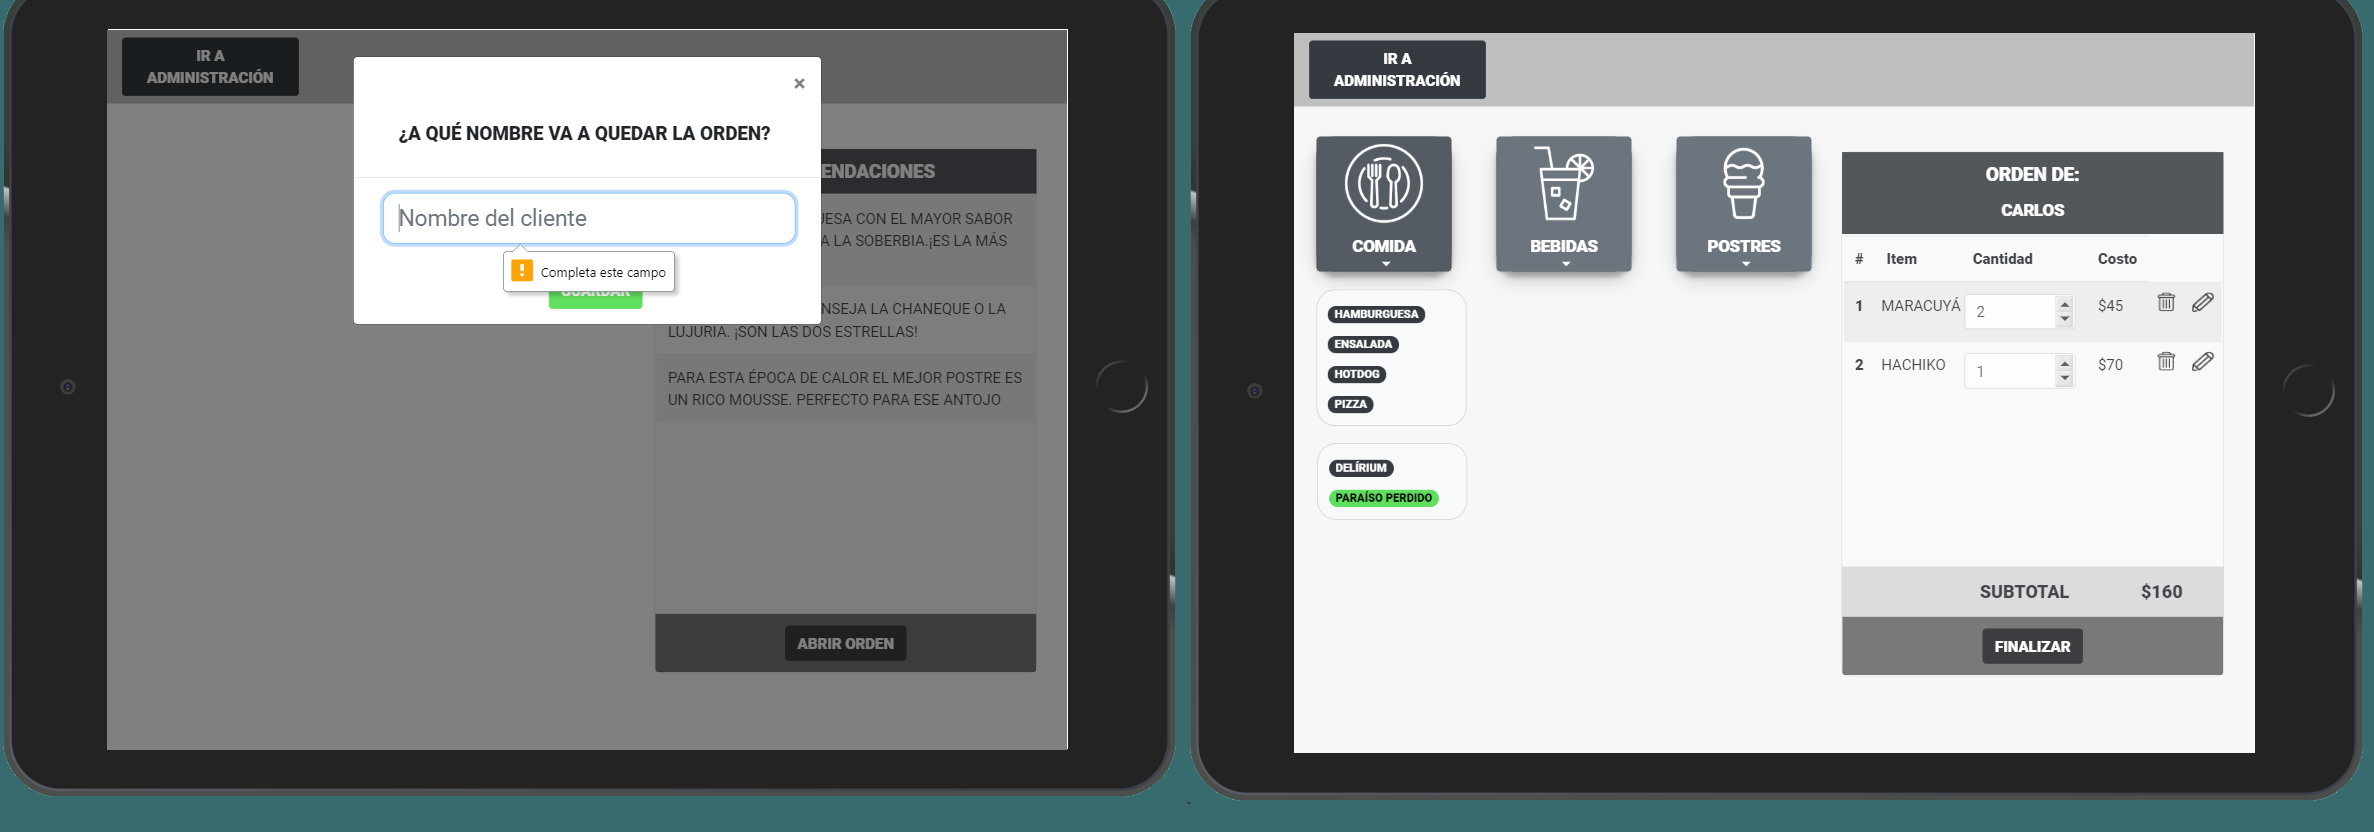 IR A
ADMINISTRACIÓN
×
¿A QUÉ NOMBRE VA A QUEDAR LA ORDEN?
Nombre del cliente
! Completa este campo
GUARDAR
ENDACIONES
UESA CON EL MAYOR SABOR
A LA SOBERBIA.¡ES LA MÁS
NSEJA LA CHANEQUE O LA
LUJURIA. ¡SON LAS DOS ESTRELLAS!
PARA ESTA ÉPOCA DE CALOR EL MEJOR POSTRE ES
UN RICO MOUSSE. PERFECTO PARA ESE ANTOJO
ABRIR ORDEN
IR A
ADMINISTRACIÓN
COMIDA
BEBIDAS
POSTRES
HAMBURGUESA
ENSALADA
HOTDOG
PIZZA
DELÍRIUM
PARAÍSO PERDIDO
ORDEN DE:
CARLOS
# Item Cantidad Costo
1 MARACUYÁ 2 $45
2 HACHIKO 1 $70
SUBTOTAL $160
FINALIZAR